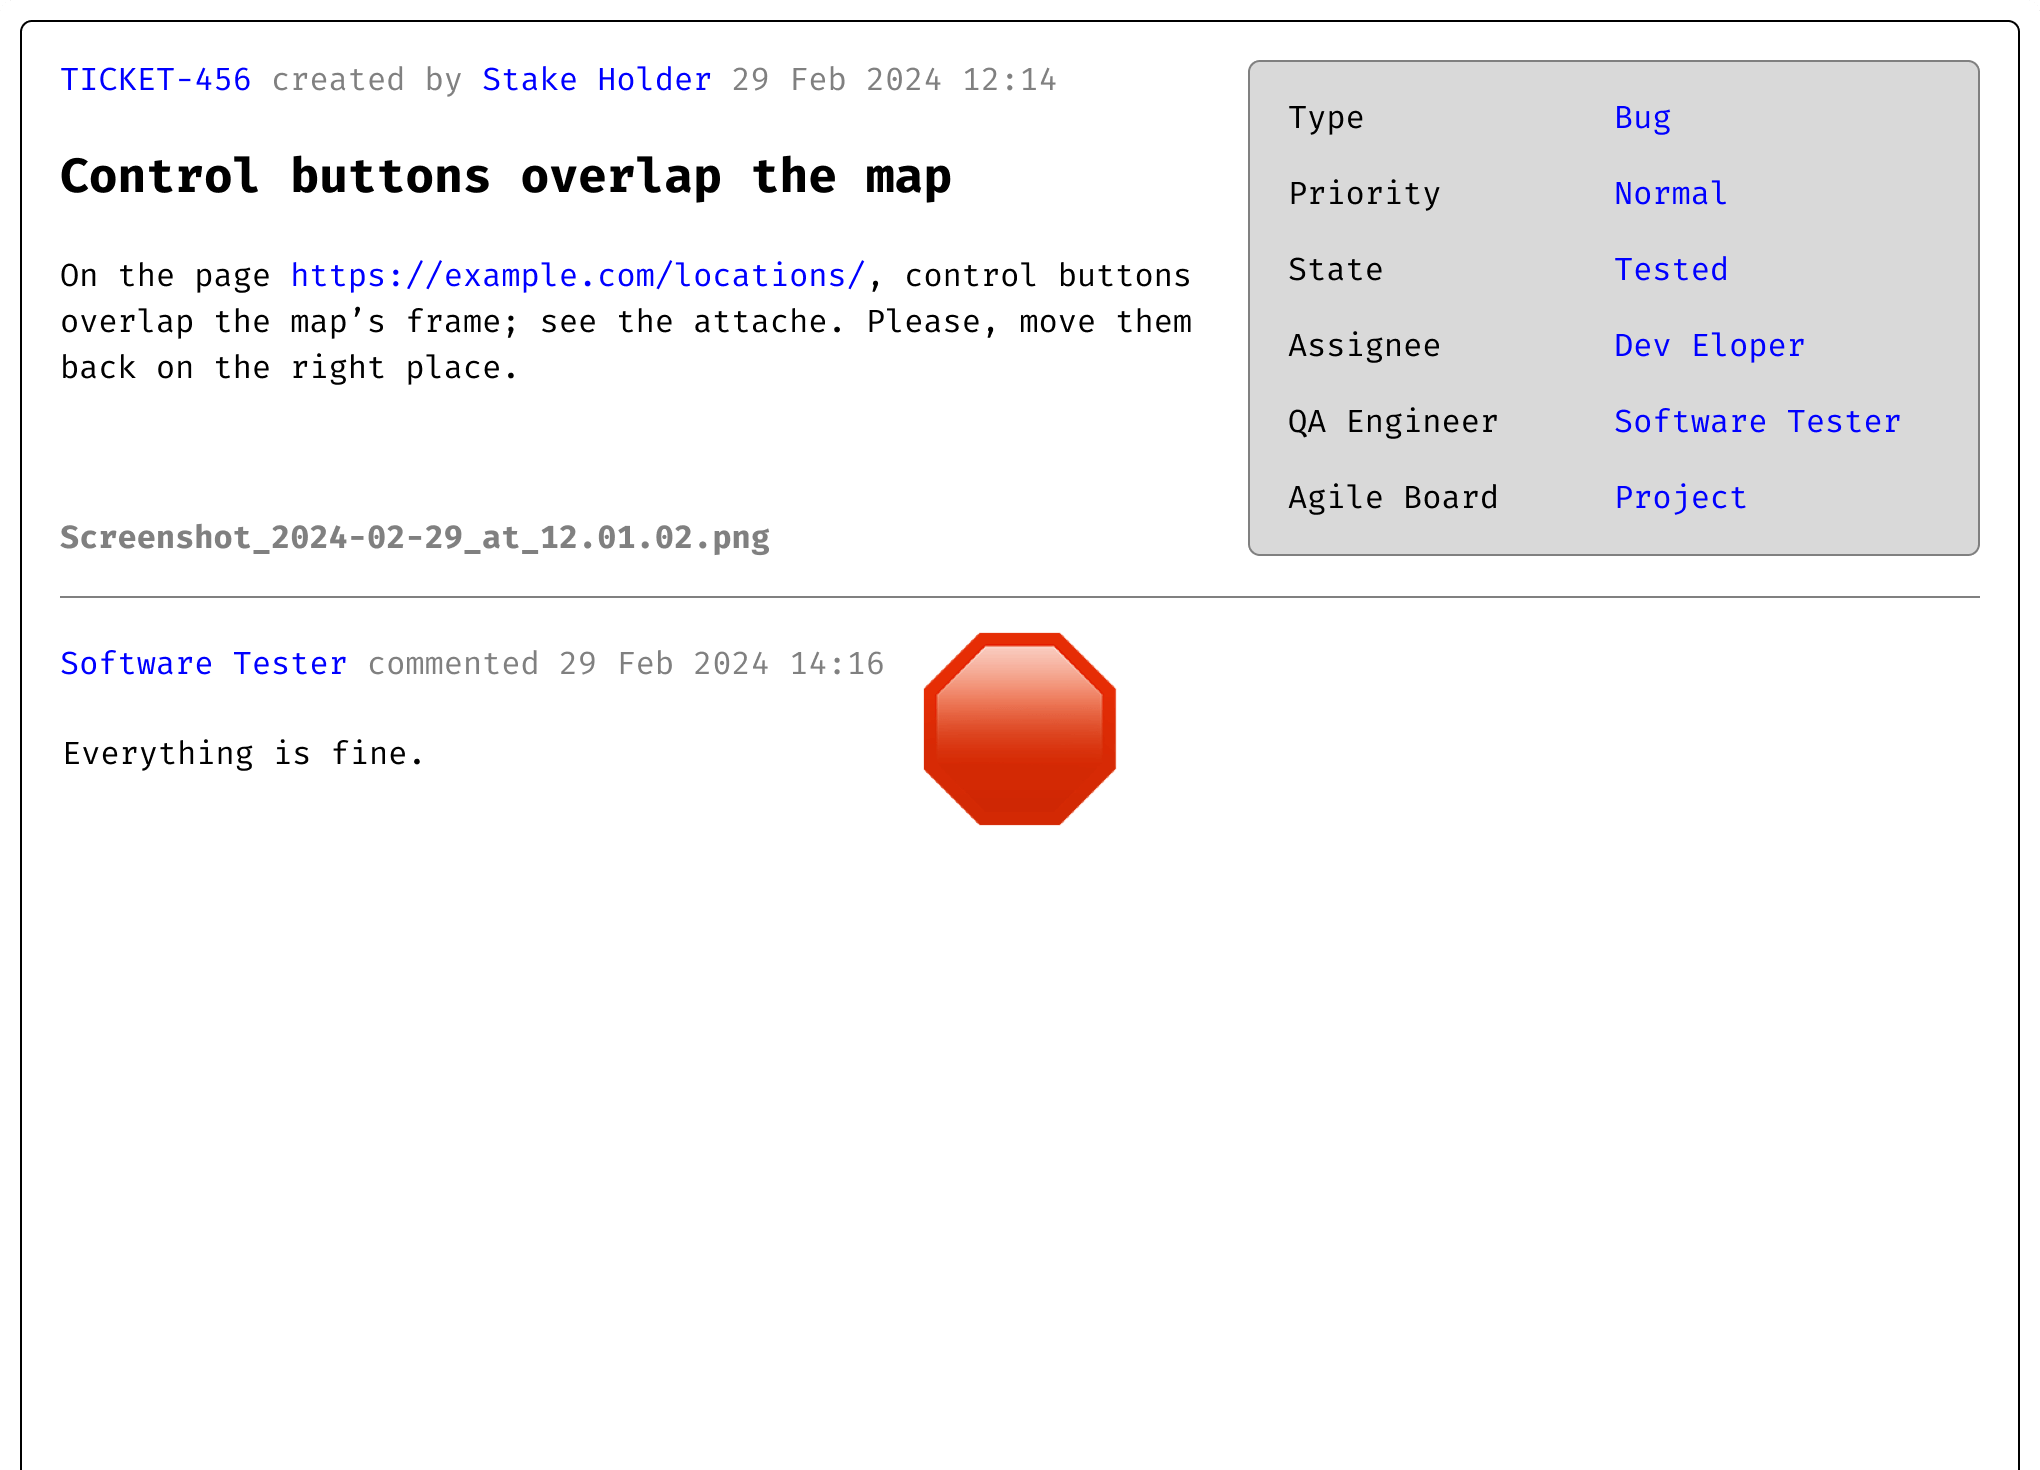 TICKET-456 created by Stake Holder 29 Feb 2024 12:14
Control buttons overlap the map
On the page https://example.com/locations/, control buttons
overlap the map’s frame; see the attache. Please, move them
back on the right place.
Screenshot_2024-02-29_at_12.01.02.png
Type Bug
Priority Normal
State Tested
Assignee Dev Eloper
QA Engineer Software Tester
Agile Board Project
Software Tester commented 29 Feb 2024 14:16
Everything is fine.